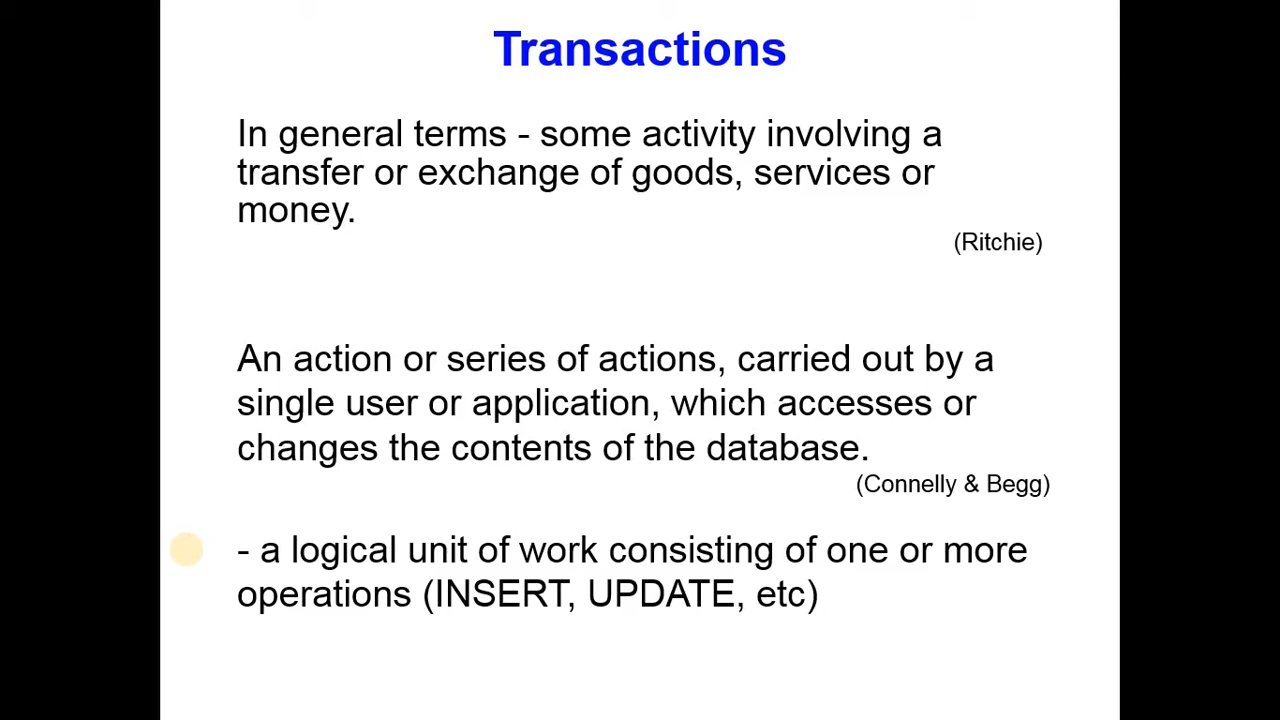 Transactions
In general terms - some activity involving a
transfer or exchange of goods, services or
money.
(Ritchie)
An action or series of actions, carried out by a
single user or application, which accesses or
changes the contents of the database.
(Connelly & Begg)
- a logical unit of work consisting of one or more
operations (INSERT, UPDATE, etc)